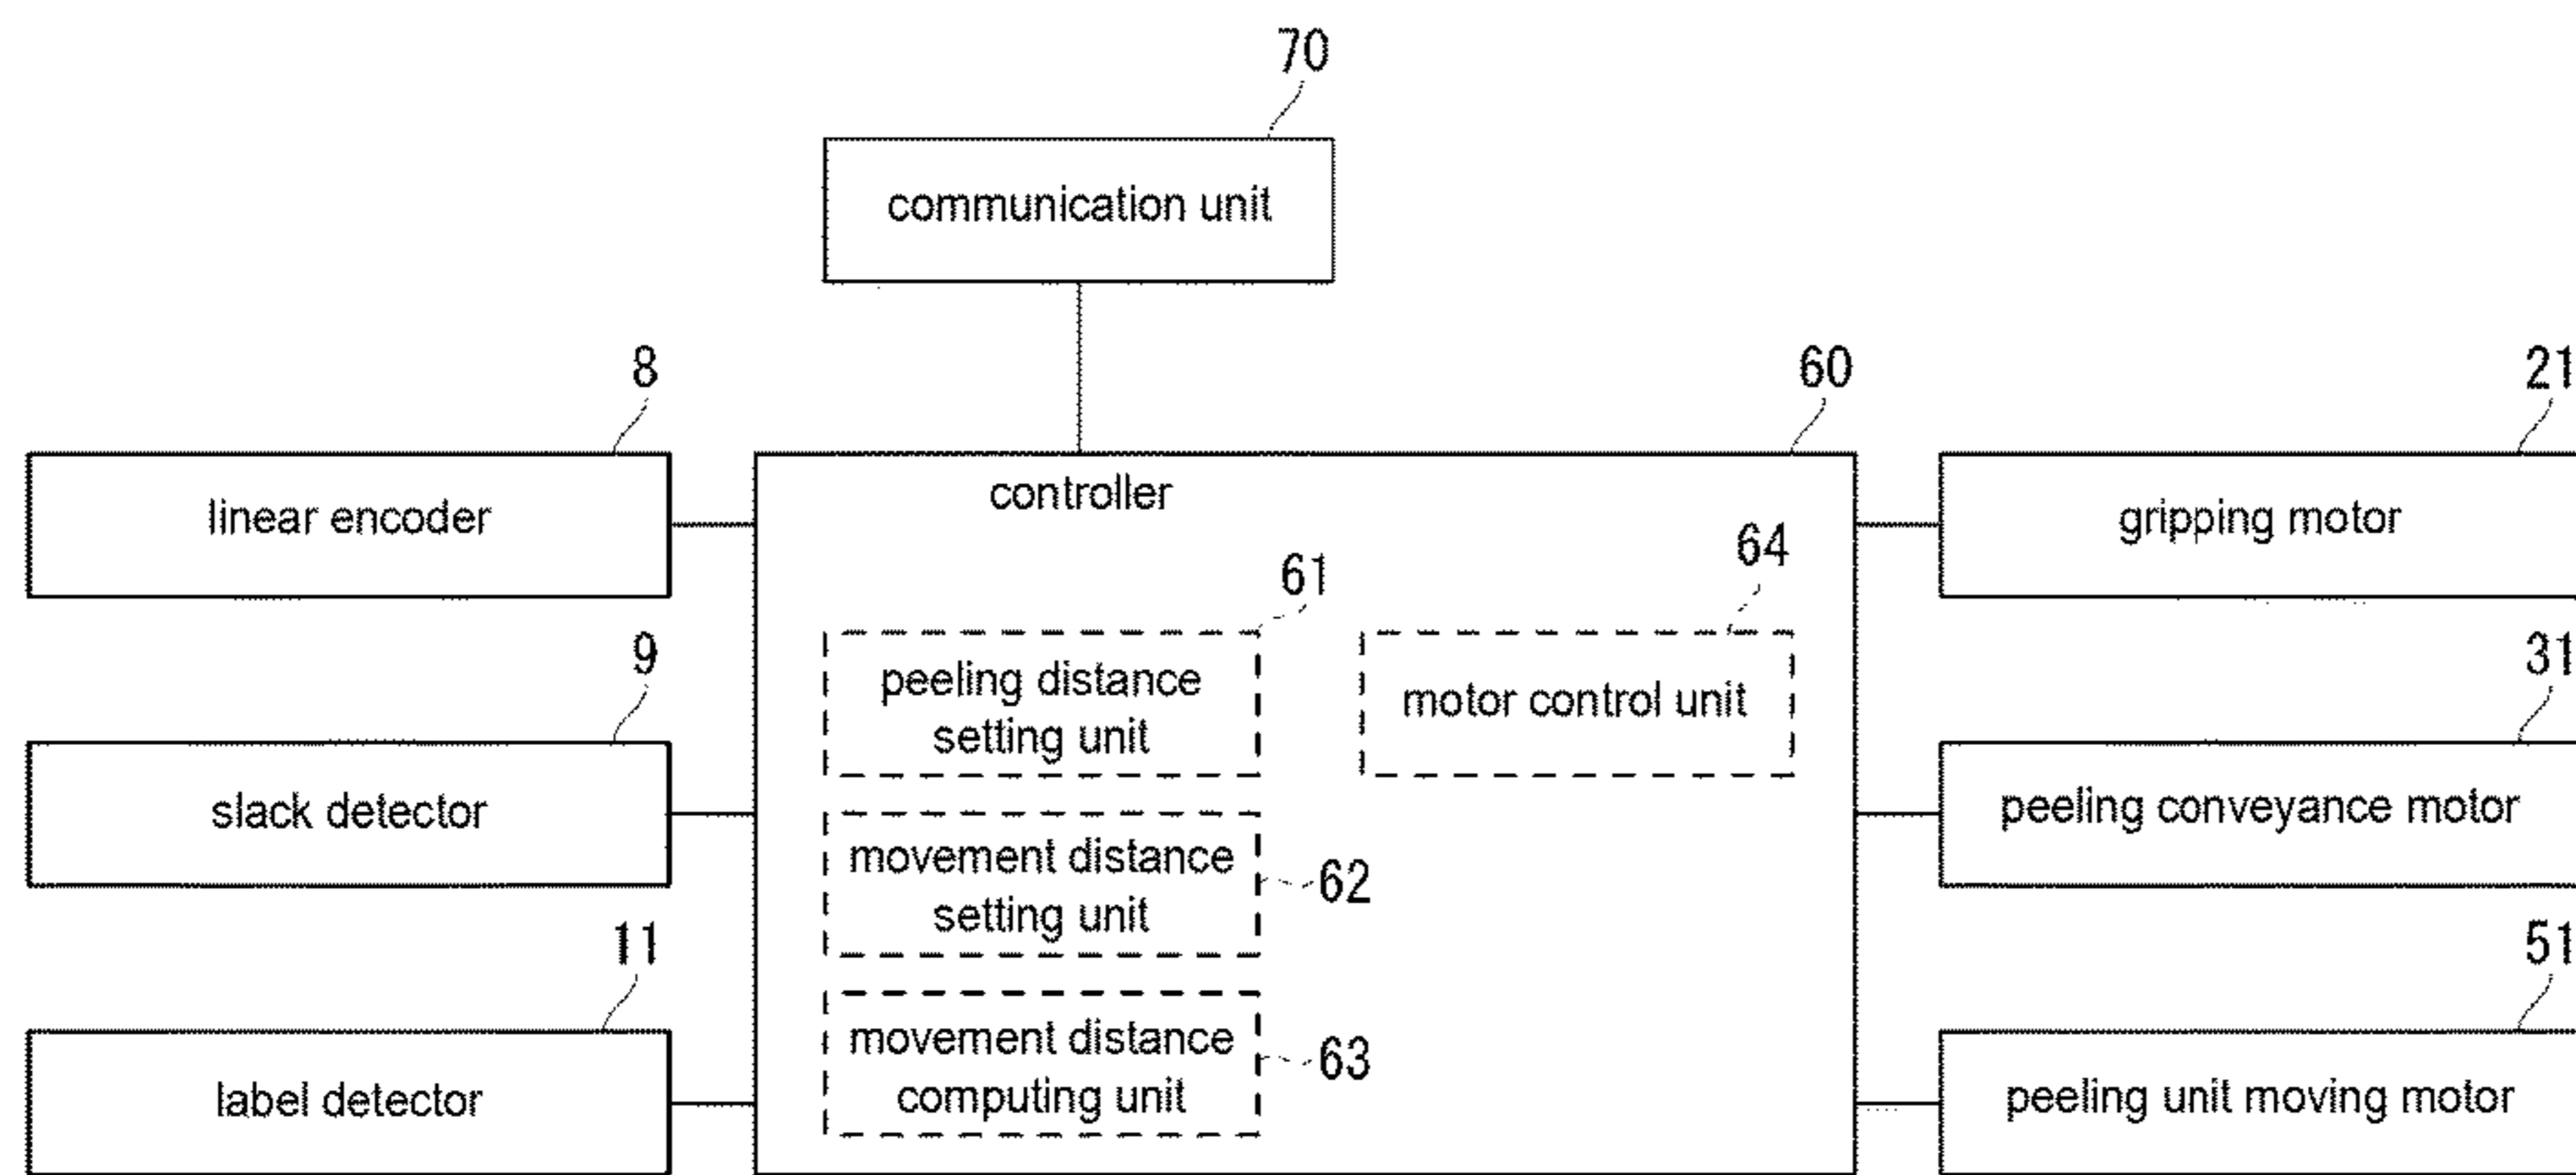 70
communication unit
8
60
21
linear encoder
controller
gripping motor
61
64
9
peeling distance
setting unit
motor control unit
31
slack detector
movement distance
setting unit
62
peeling conveyance motor
11
51
movement distance
computing unit
63
label detector
peeling unit moving motor